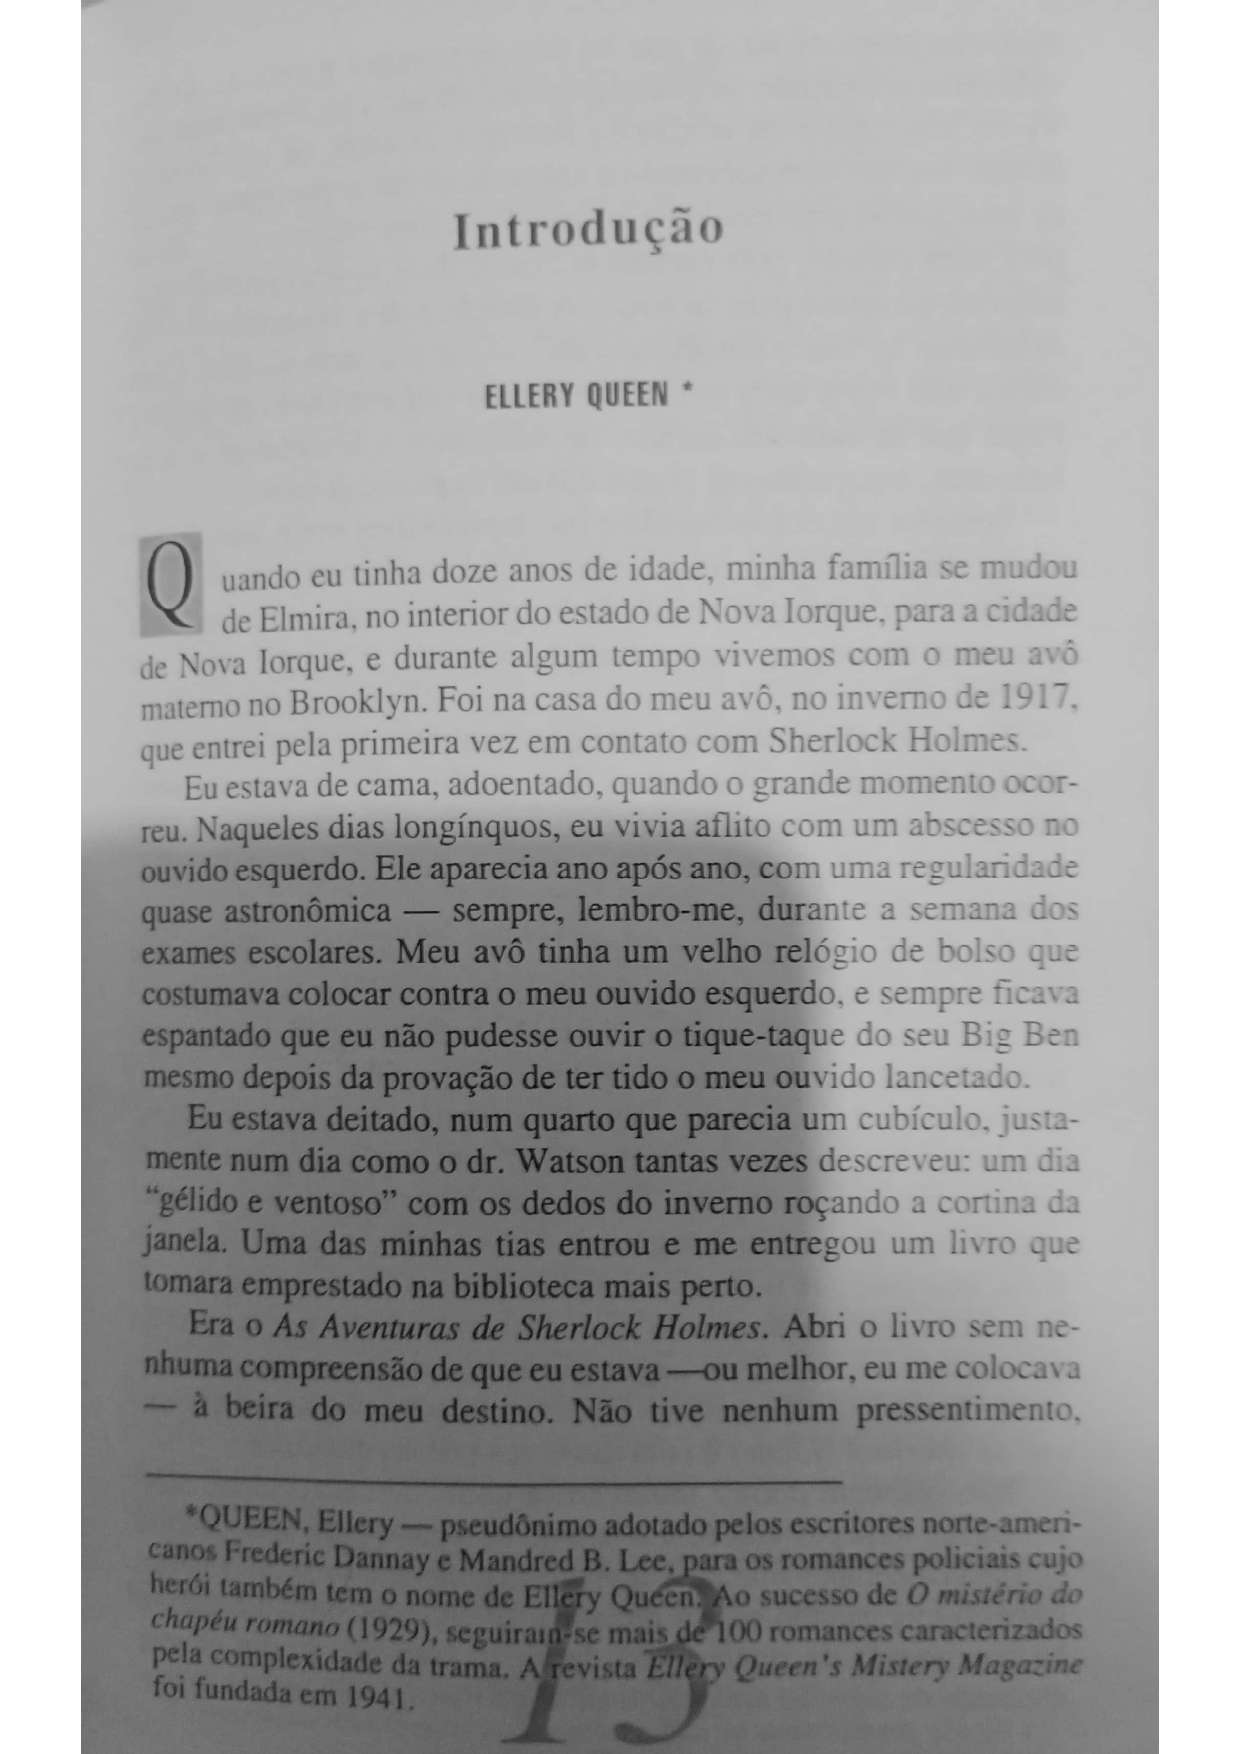 Introdução
ELLERY QUEEN *
Quando eu tinha doze anos de idade, minha família se mudou
de Elmira, no interior do estado de Nova Iorque, para a cidade
de Nova Iorque, e durante algum tempo vivemos com o meu avô
materno no Brooklyn. Foi na casa do meu avô, no inverno de 1917,
que entrei pela primeira vez em contato com Sherlock Holmes.
Eu estava de cama, adoentado, quando o grande momento ocor-
reu. Naqueles dias longínquos, eu vivia aflito com um abscesso no
ouvido esquerdo. Ele aparecia ano após ano, com uma regularidade
quase astronômica — sempre, lembro-me, durante a semana dos
exames escolares. Meu avô tinha um velho relógio de bolso que
costumava colocar contra o meu ouvido esquerdo, e sempre ficava
espantado que eu não pudesse ouvir o tique-taque do seu Big Ben
mesmo depois da provação de ter tido o meu ouvido lancetado.
Eu estava deitado, num quarto que parecia um cubículo, justa-
mente num dia como o dr. Watson tantas vezes descreveu: um dia
“gélido e ventoso” com os dedos do inverno roçando a cortina da
janela. Uma das minhas tias entrou e me entregou um livro que
tomara emprestado na biblioteca mais perto.
Era o As Aventuras de Sherlock Holmes. Abri o livro sem ne-
nhuma compreensão de que eu estava —ou melhor, eu me colocava
— à beira do meu destino. Não tive nenhum pressentimento,
*QUEEN, Ellery — pseudônimo adotado pelos escritores norte-ameri-
canos Frederic Dannay e Mandred B. Lee, para os romances policiais cujo
herói também tem o nome de Ellery Queen. Ao sucesso de O mistério do
chapéu romano (1929), seguiram-se mais de 100 romances caracterizados
pela complexidade da trama. A revista Ellery Queen's Mistery Magazine
foi fundada em 1941.
13